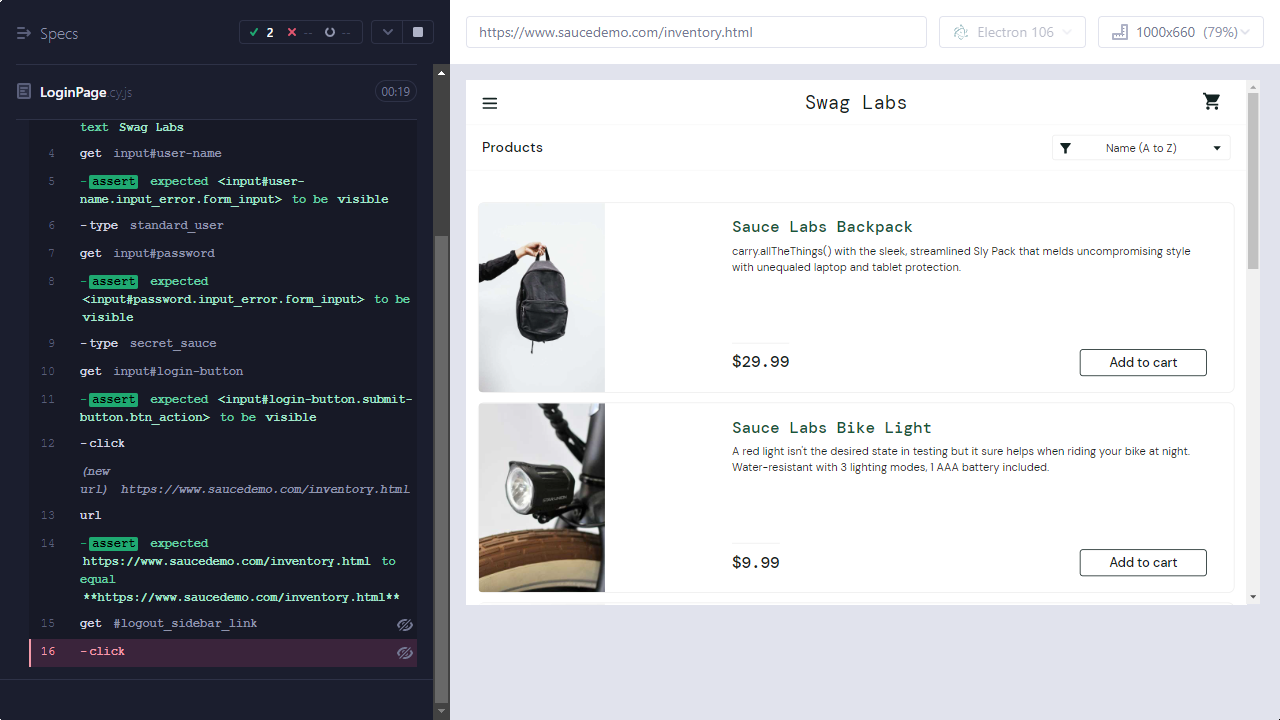 Specs
2
--
--
LoginPage.cy.js
00:19
text Swag Labs
4 get input#user-name
5 -assert expected <input#user-
name.input_error.form_input> to be visible
6 -type standard_user
7 get input#password
8 -assert expected
<input#password.input_error.form_input> to be
visible
9 -type secret_sauce
10 get input#login-button
11 -assert expected <input#login-button.submit-
button.btn_action> to be visible
12 -click
(new
url) https://www.saucedemo.com/inventory.html
13 url
14 -assert expected
https://www.saucedemo.com/inventory.html to
equal
**https://www.saucedemo.com/inventory.html**
15 get #logout_sidebar_link
16 -click
https://www.saucedemo.com/inventory.html
Electron 106
1000x660 (79%)
Swag Labs
Products
Name (A to Z)
Sauce Labs Backpack
carry.allTheThings() with the sleek, streamlined Sly Pack that melds uncompromising style
with unequaled laptop and tablet protection.
$29.99
Add to cart
Sauce Labs Bike Light
A red light isn't the desired state in testing but it sure helps when riding your bike at night.
Water-resistant with 3 lighting modes, 1 AAA battery included.
$9.99
Add to cart